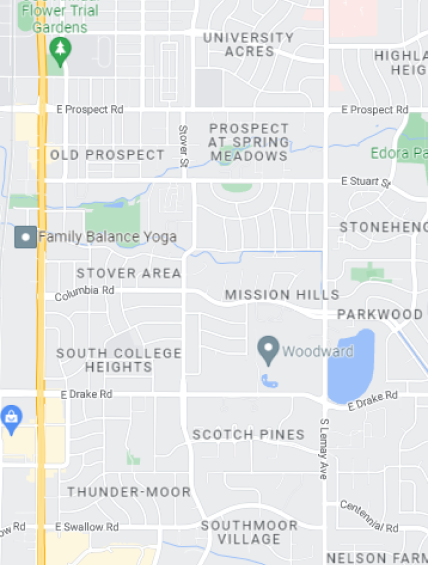 Flower Trial
Gardens
UNIVERSITY
ACRES
HIGHLA
HEIG
E Prospect Rd
E Prospect Rd
Stover St
PROSPECT
AT SPRING
MEADOWS
OLD PROSPECT
Edora Pa
E Stuart St
STONEHENG
Family Balance Yoga
STOVER AREA
Columbia Rd
MISSION HILLS
PARKWOOD
Woodward
SOUTH COLLEGE
HEIGHTS
E Drake Rd
E Drake Rd
S Lemay Ave
SCOTCH PINES
THUNDER-MOOR
Centennial Rd
ow Rd
E Swallow Rd
SOUTHMOOR
VILLAGE
NELSON FARM